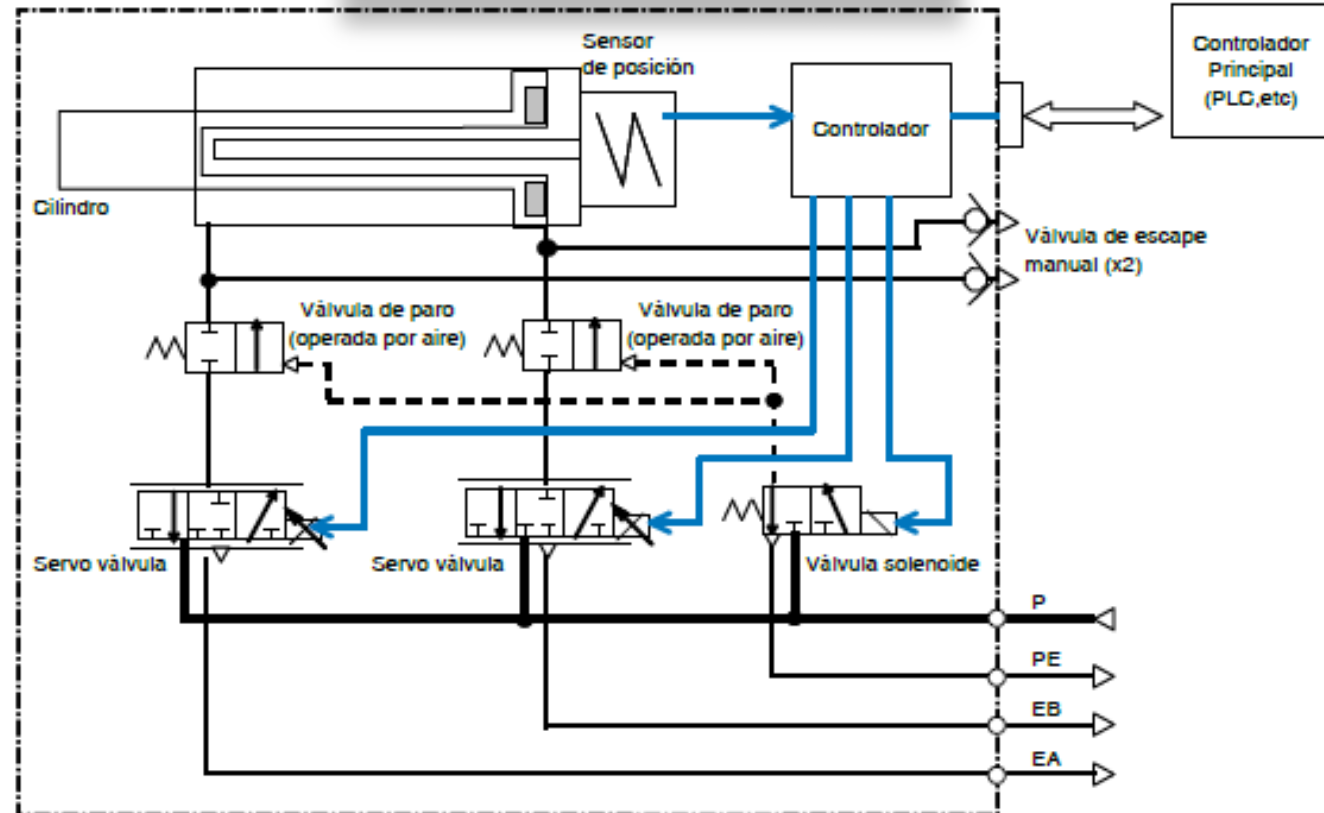 Sensor
de posición
Controlador
Principal
(PLC,etc)
Controlador
Cilindro
Válvula de escape
manual (x2)
Válvula de paro
(operada por aire)
Válvula de paro
(operada por aire)
Servo válvula
Servo válvula
Válvula solenoide
P
PE
EB
EA